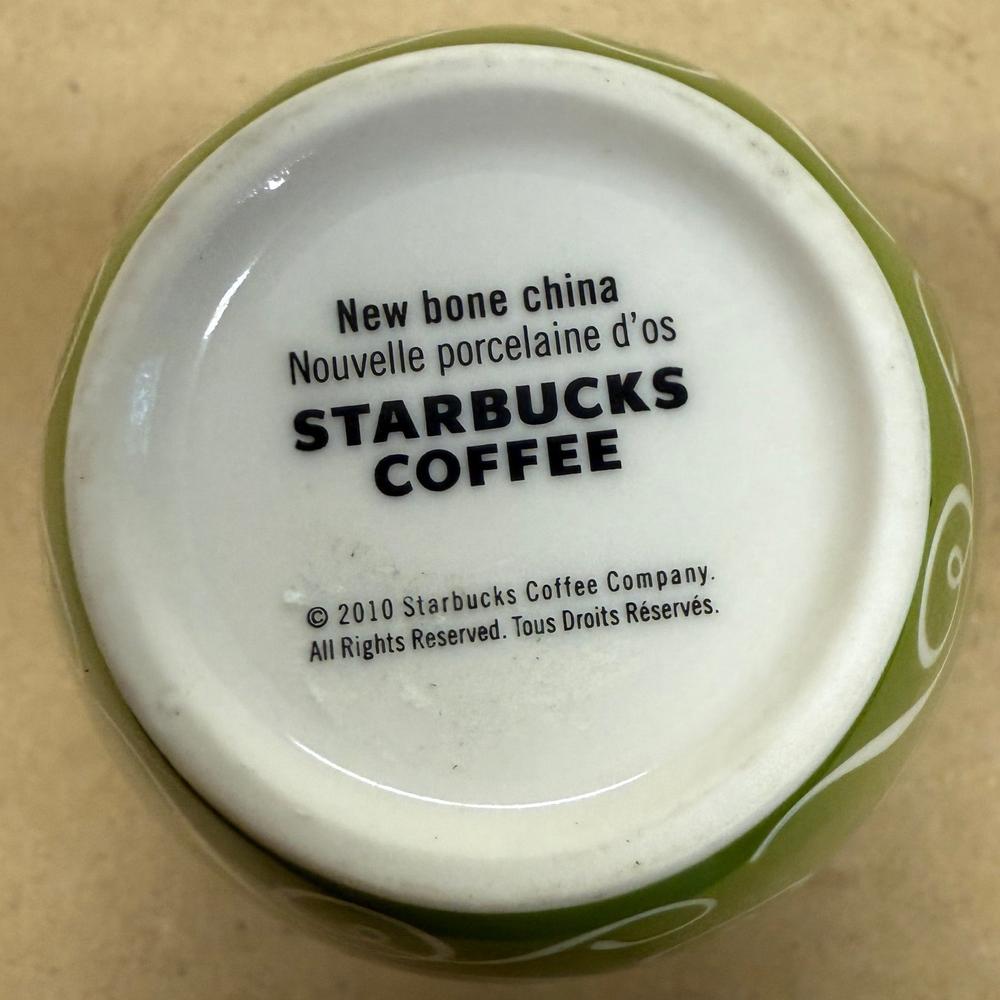 New bone china
Nouvelle porcelaine d'os
STARBUCKS
COFFEE
© 2010 Starbucks Coffee Company.
All Rights Reserved. Tous Droits Réservés.